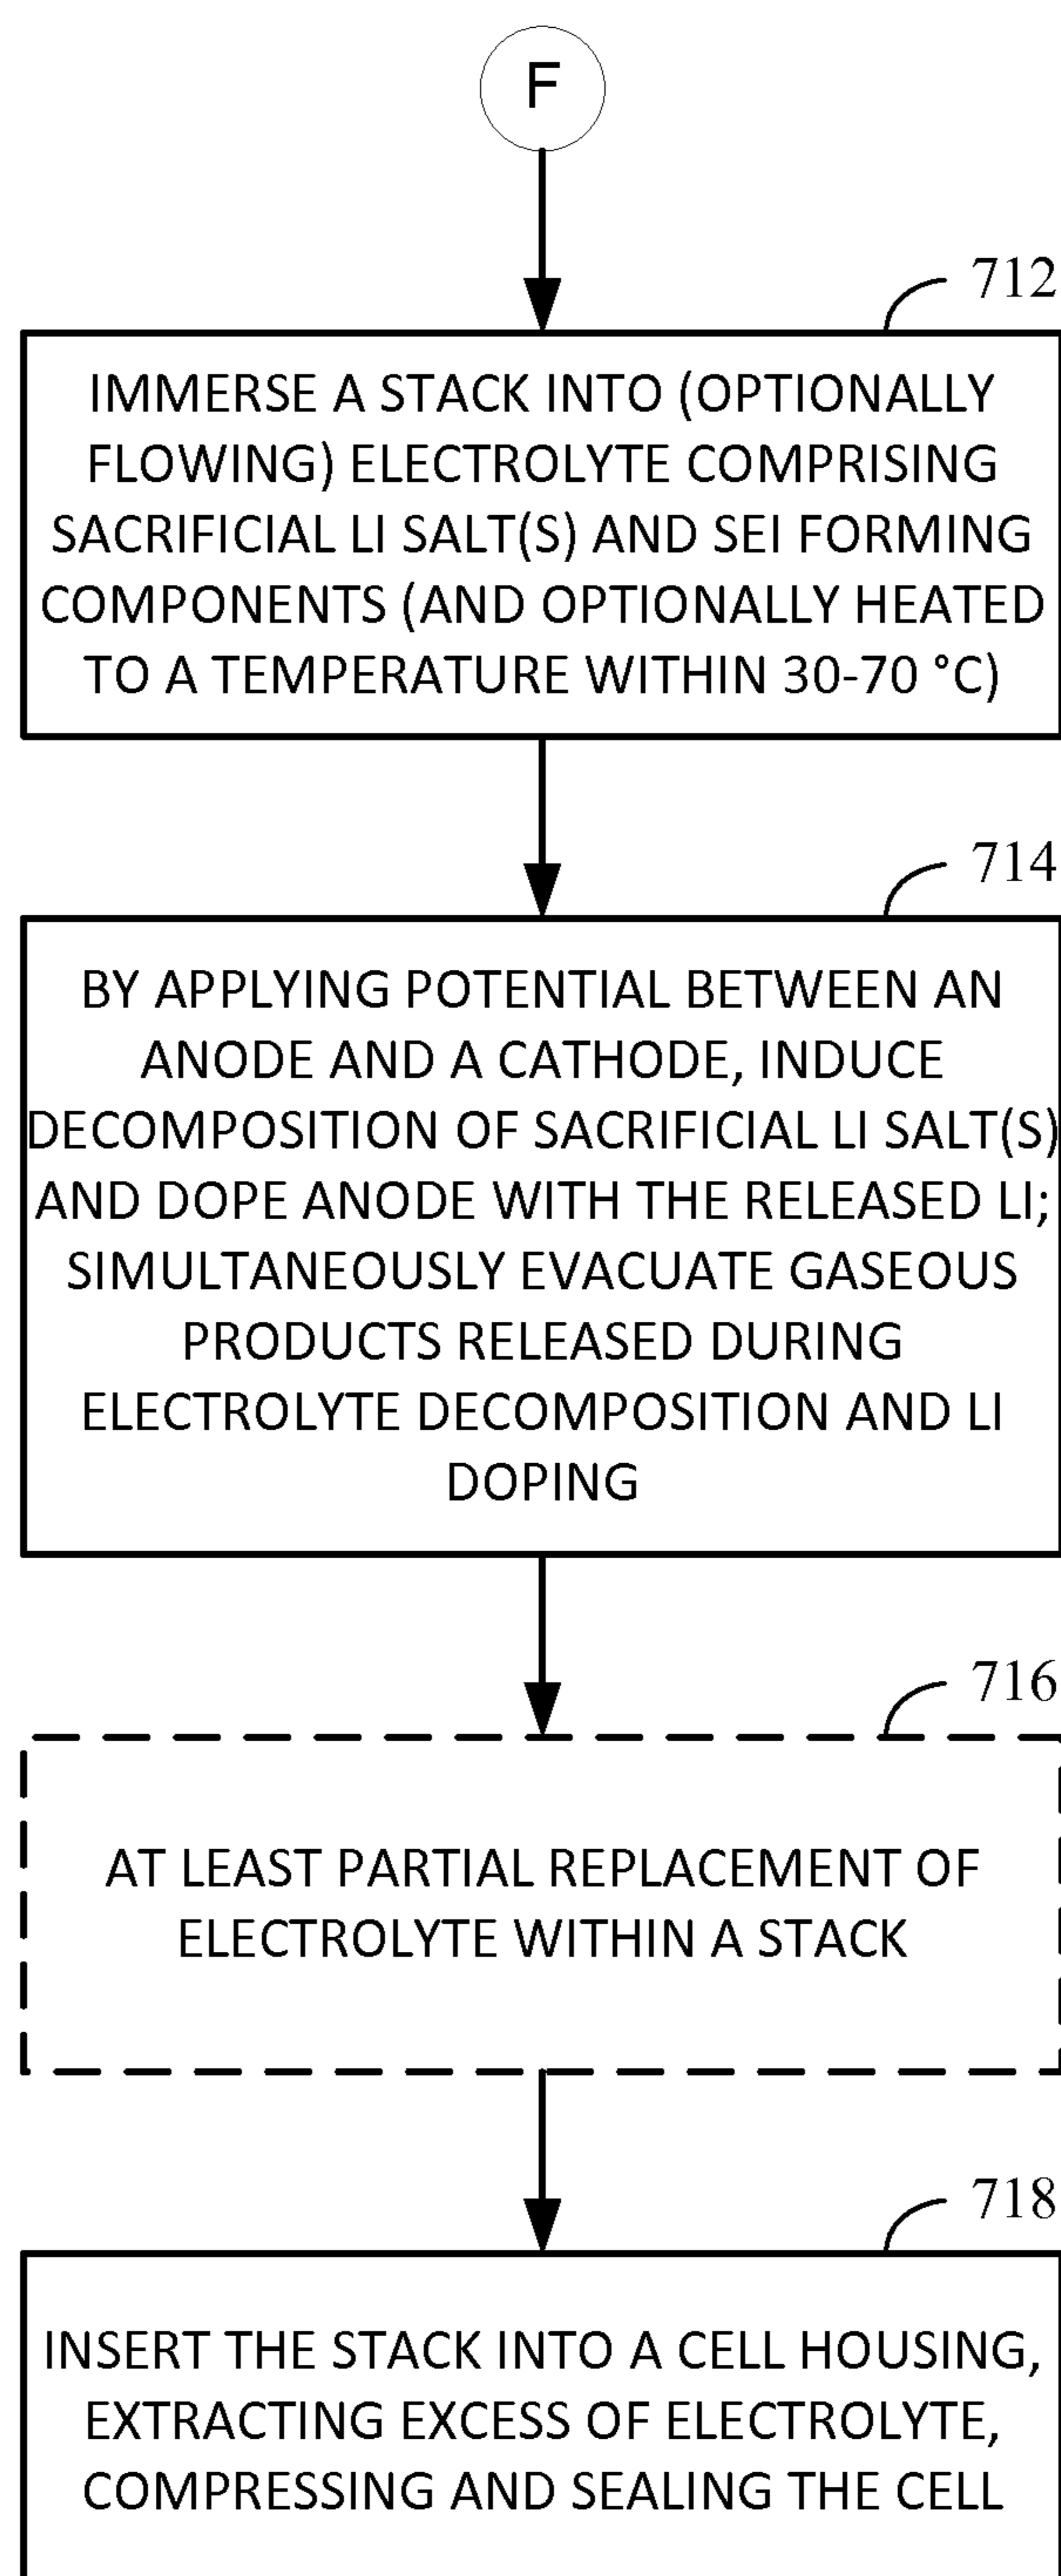 F
712
IMMERSE A STACK INTO (OPTIONALLY
FLOWING) ELECTROLYTE COMPRISING
SACRIFICIAL LI SALT(S) AND SEI FORMING
COMPONENTS (AND OPTIONALLY HEATED
TO A TEMPERATURE WITHIN 30-70 °C)
714
BY APPLYING POTENTIAL BETWEEN AN
ANODE AND A CATHODE, INDUCE
DECOMPOSITION OF SACRIFICIAL LI SALT(S)
AND DOPE ANODE WITH THE RELEASED LI;
SIMULTANEOUSLY EVACUATE GASEOUS
PRODUCTS RELEASED DURING
ELECTROLYTE DECOMPOSITION AND LI
DOPING
716
AT LEAST PARTIAL REPLACEMENT OF
ELECTROLYTE WITHIN A STACK
718
INSERT THE STACK INTO A CELL HOUSING,
EXTRACTING EXCESS OF ELECTROLYTE,
COMPRESSING AND SEALING THE CELL